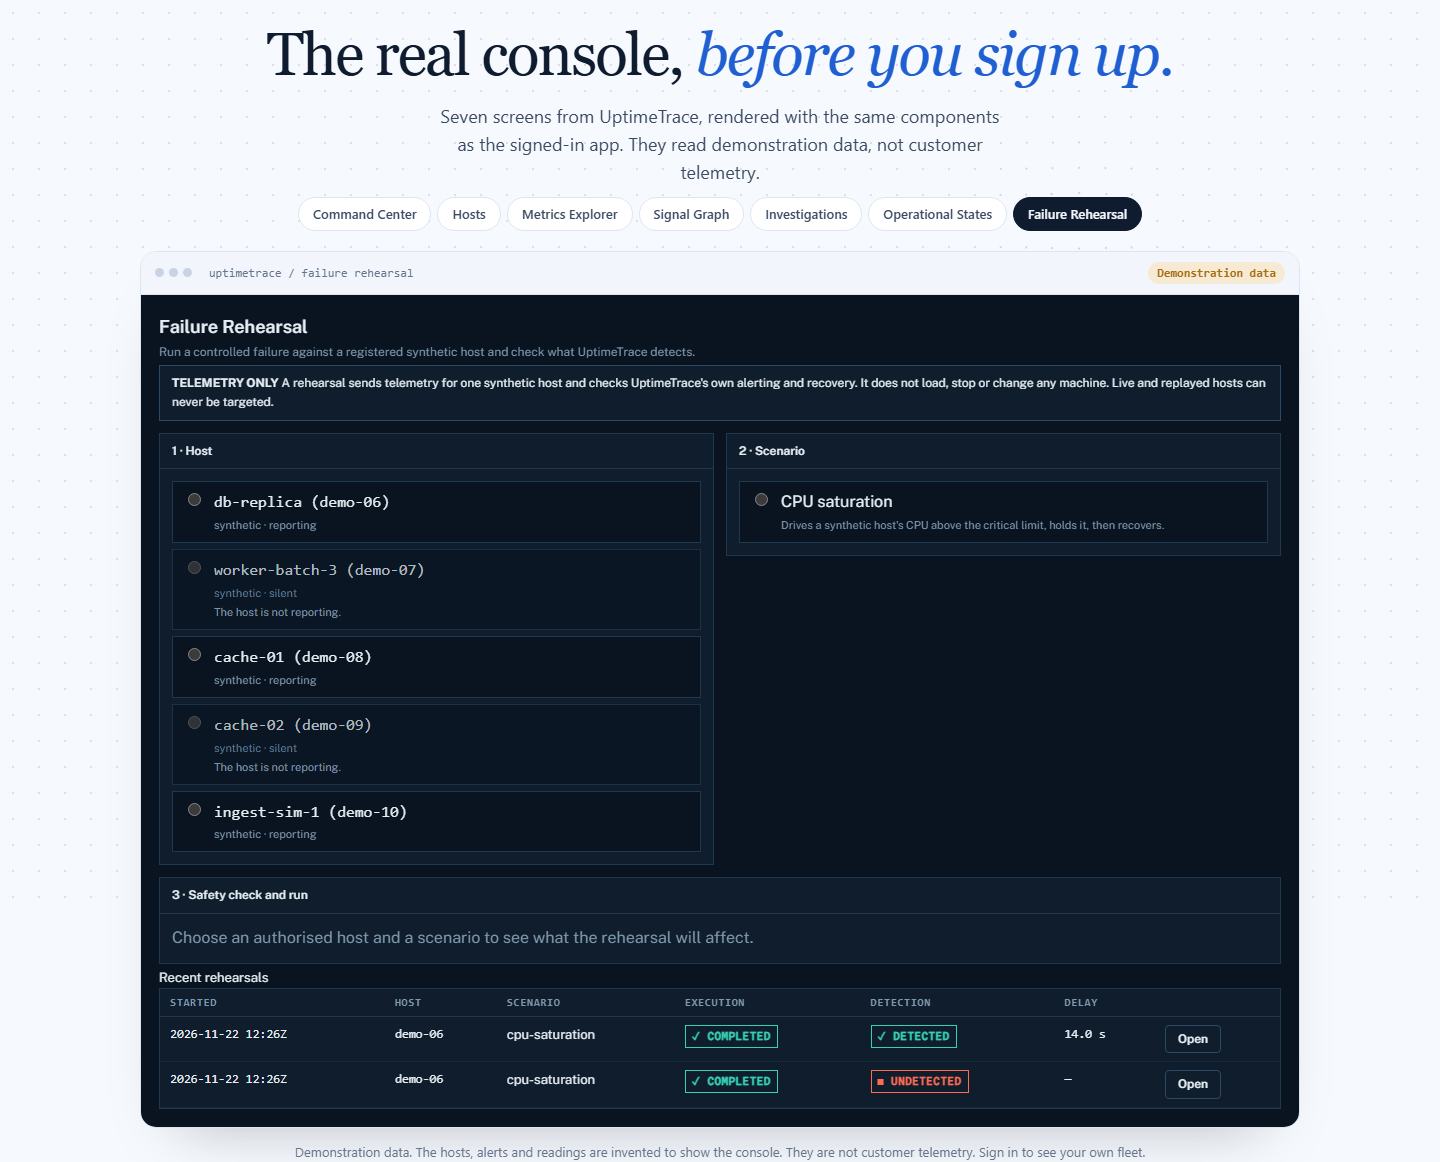 The real console, before you sign up.
Seven screens from UptimeTrace, rendered with the same components
as the signed-in app. They read demonstration data, not customer
telemetry.
Command Center
Hosts
Metrics Explorer
Signal Graph
Investigations
Operational States
Failure Rehearsal
uptimetrace / failure rehearsal
Demonstration data
Failure Rehearsal
Run a controlled failure against a registered synthetic host and check what UptimeTrace detects.
TELEMETRY ONLY A rehearsal sends telemetry for one synthetic host and checks UptimeTrace's own alerting and recovery. It does not load, stop or change any machine. Live and replayed hosts can
never be targeted.
1 · Host
db-replica (demo-06)
synthetic · reporting
worker-batch-3 (demo-07)
synthetic · silent
The host is not reporting.
cache-01 (demo-08)
synthetic · reporting
cache-02 (demo-09)
synthetic · silent
The host is not reporting.
ingest-sim-1 (demo-10)
synthetic · reporting
2 · Scenario
CPU saturation
Drives a synthetic host's CPU above the critical limit, holds it, then recovers.
3 · Safety check and run
Choose an authorised host and a scenario to see what the rehearsal will affect.
Recent rehearsals
STARTED HOST SCENARIO EXECUTION DETECTION DELAY
2026-11-22 12:26Z demo-06 cpu-saturation ✓ COMPLETED ✓ DETECTED 14.0 s Open
2026-11-22 12:26Z demo-06 cpu-saturation ✓ COMPLETED ■ UNDETECTED — Open
Demonstration data. The hosts, alerts and readings are invented to show the console. They are not customer telemetry. Sign in to see your own fleet.